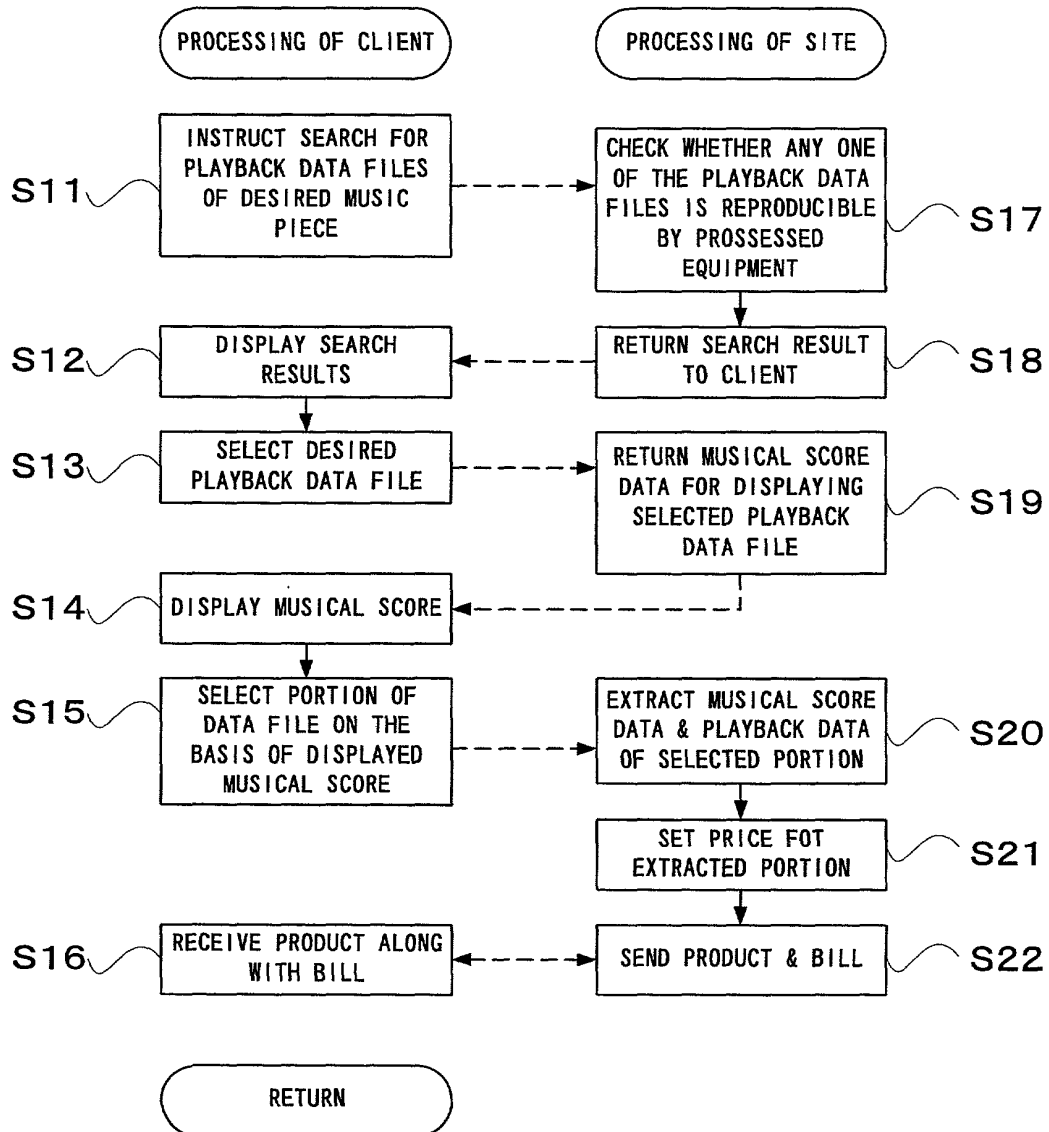 PROCESSING OF CLIENT
PROCESSING OF SITE
S11
INSTRUCT SEARCH FOR
PLAYBACK DATA FILES
OF DESIRED MUSIC
PIECE
CHECK WHETHER ANY ONE
OF THE PLAYBACK DATA
FILES IS REPRODUCIBLE
BY PROSSESSED
EQUIPMENT
S17
S12
DISPLAY SEARCH
RESULTS
RETURN SEARCH RESULT
TO CLIENT
S18
S13
SELECT DESIRED
PLAYBACK DATA FILE
RETURN MUSICAL SCORE
DATA FOR DISPLAYING
SELECTED PLAYBACK
DATA FILE
S19
S14
DISPLAY MUSICAL SCORE
S15
SELECT PORTION OF
DATA FILE ON THE
BASIS OF DISPLAYED
MUSICAL SCORE
EXTRACT MUSICAL SCORE
DATA & PLAYBACK DATA
OF SELECTED PORTION
S20
SET PRICE FOT
EXTRACTED PORTION
S21
S16
RECEIVE PRODUCT ALONG
WITH BILL
SEND PRODUCT & BILL
S22
RETURN